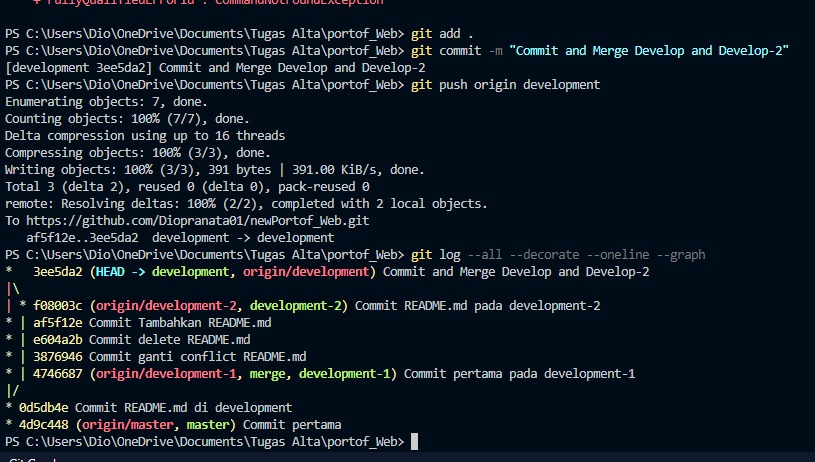 + FullyQualifiedErrorId : CommandNotFoundException
PS C:\Users\Dio\OneDrive\Documents\Tugas Alta\portof_Web> git add .
PS C:\Users\Dio\OneDrive\Documents\Tugas Alta\portof_Web> git commit -m "Commit and Merge Develop and Develop-2"
[development 3ee5da2] Commit and Merge Develop and Develop-2
PS C:\Users\Dio\OneDrive\Documents\Tugas Alta\portof_Web> git push origin development
Enumerating objects: 7, done.
Counting objects: 100% (7/7), done.
Delta compression using up to 16 threads
Compressing objects: 100% (3/3), done.
Writing objects: 100% (3/3), 391 bytes | 391.00 KiB/s, done.
Total 3 (delta 2), reused 0 (delta 0), pack-reused 0
remote: Resolving deltas: 100% (2/2), completed with 2 local objects.
To https://github.com/Diopranata01/newPortof_Web.git
   af5f12e..3ee5da2  development -> development
PS C:\Users\Dio\OneDrive\Documents\Tugas Alta\portof_Web> git log --all --decorate --oneline --graph
*   3ee5da2 (HEAD -> development, origin/development) Commit and Merge Develop and Develop-2
|\
| * f08003c (origin/development-2, development-2) Commit README.md pada development-2
* | af5f12e Commit Tambahkan README.md
* | e604a2b Commit delete README.md
* | 3876946 Commit ganti conflict README.md
* | 4746687 (origin/development-1, merge, development-1) Commit pertama pada development-1
|/
* 0d5db4e Commit README.md di development
* 4d9c448 (origin/master, master) Commit pertama
PS C:\Users\Dio\OneDrive\Documents\Tugas Alta\portof_Web>